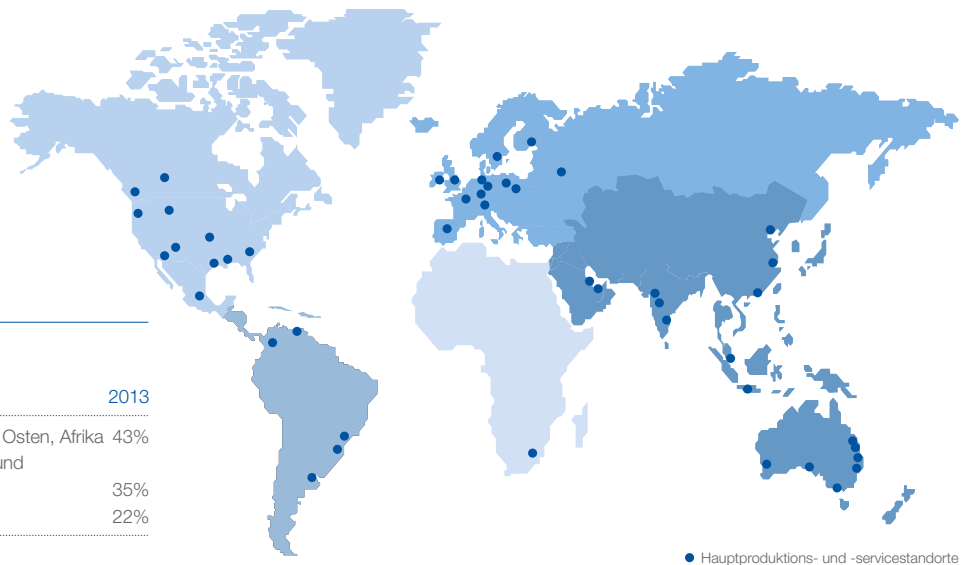 2013
Osten, Afrika 43%
und
35%
22%
Hauptproduktions- und -servicestandorte